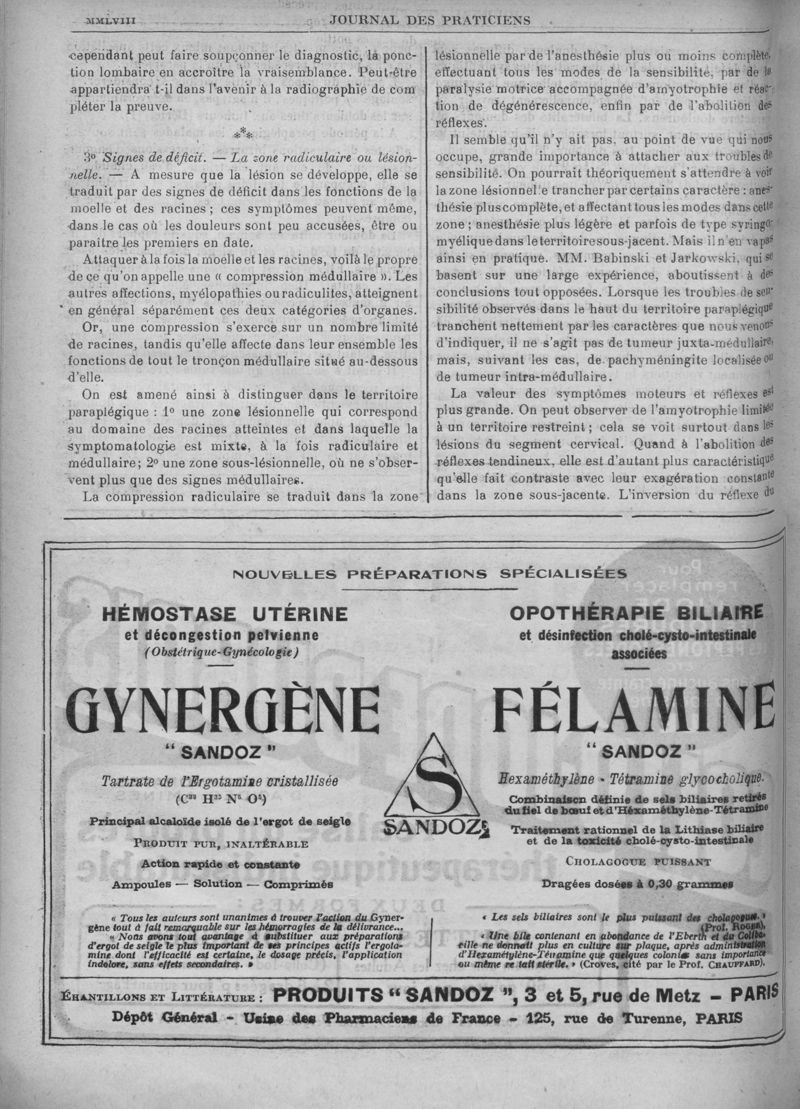 MMLVIII
JOURNAL DES PRATICIENS
cependant peut faire soupçonner le diagnostic, la ponc-
tion lombaire en accroître la vraisemblance. Peut-être
appartiendra t-il dans l'avenir à la radiographie de com
pléter la preuve.
***
3º Signes de déficit. — La zone radiculaire ou lésion-
nelle. — A mesure que la lésion se développe, elle se
traduit par des signes de déficit dans les fonctions de la
moelle et des racines ; ces symptômes peuvent même,
dans le cas où les douleurs sont peu accusées, être ou
paraître les premiers en date.
Attaquer à la fois la moelle et les racines, voilà le propre
de ce qu'on appelle une « compression médullaire ». Les
autres affections, myélopathies ou radiculites, atteignent
en général séparément ces deux catégories d'organes.
Or, une compression s'exerce sur un nombre limité
de racines, tandis qu'elle affecte dans leur ensemble les
fonctions de tout le tronçon médullaire situé au-dessous
d'elle.
On est amené ainsi à distinguer dans le territoire
paraplégique : 1º une zone lésionnelle qui correspond
au domaine des racines atteintes et dans laquelle la
symptomatologie est mixte, à la fois radiculaire et
médullaire ; 2º une zone sous-lésionnelle, où ne s'obser-
vent plus que des signes médullaires.
La compression radiculaire se traduit dans la zone
lésionnelle par de l'anesthésie plus ou moins complète,
effectuant tous les modes de la sensibilité, par de la
paralysie motrice accompagnée d'amyotrophie et réac-
tion de dégénérescence, enfin par de l'abolition des
réflexes.
Il semble qu'il n'y ait pas, au point de vue qui nous
occupe, grande importance à attacher aux troubles de
sensibilité. On pourrait théoriquement s'attendre à voir
la zone lésionnelle trancher par certains caractère : anes-
thésie plus complète, et affectant tous les modes dans cette
zone ; anesthésie plus légère et parfois de type syringo
myélique dans le territoire sous-jacent. Mais il n'en va pas
ainsi en pratique. MM. Babinski et Jarkowski, qui se
basent sur une large expérience, aboutissent à des
conclusions tout opposées. Lorsque les troubles de sen-
sibilité observés dans le haut du territoire paraplégique
tranchent nettement par les caractères que nous venons
d'indiquer, il ne s'agit pas de tumeur juxta-médullaire,
mais, suivant les cas, de pachyméningite localisée ou
de tumeur intra-médullaire.
La valeur des symptômes moteurs et réflexes est
plus grande. On peut observer de l'amyotrophie limitée
à un territoire restreint ; cela se voit surtout dans les
lésions du segment cervical. Quand à l'abolition des
réflexes tendineux, elle est d'autant plus caractéristique
qu'elle fait contraste avec leur exagération constante
dans la zone sous-jacente. L'inversion du réflexe du
NOUVELLES PRÉPARATIONS SPÉCIALISÉES
HÉMOSTASE UTÉRINE
et décongestion pelvienne
(Obstétrique-Gynécologie)
GYNERGÈNE
" SANDOZ "
Tartrate de l'Ergotamine cristallisée
(C³³ H³⁵ N⁵ O⁵)
Principal alcaloïde isolé de l'ergot de seigle
PRODUIT PUR, INALTÉRABLE
Action rapide et constante
Ampoules — Solution — Comprimés
« Tous les auteurs sont unanimes à trouver l'action du Gyner-
gène tout à fait remarquable sur les hémorragies de la délivrance...
« Nous avons tout avantage à substituer aux préparations
d'ergol de seigle le plus important de ses principes actifs l'ergota-
mine dont l'efficacité est certaine, le dosage précis, l'application
indolore, sans effets secondaires. »
S
SANDOZ
OPOTHÉRAPIE BILIAIRE
et désinfection cholé-cysto-intestinale
associées
FÉLAMINE
" SANDOZ "
Hexaméthylène - Tétramine glycocholique.
Combinaison définie de sels biliaires retirés
du fiel de bœuf et d'Héxaméthylène-Tétramine
Traitement rationnel de la Lithiase biliaire
et de la toxicité cholé-cysto-intestinale
CHOLAGOGUE PUISSANT
Dragées dosées à 0,30 grammes
« Les sels biliaires sont le plus puissant des cholagogues. »
(Prof. ROGER).
« Une bile contenant en abondance de l'Eberth et du Coliba-
cille ne donnait plus en culture sur plaque, après administration
d'Hexamétylène-Tétramine que quelques colonies sans importance
ou même restait stérile. » (Croves, cité par le Prof. CHAUFFARD).
ÉCHANTILLONS ET LITTÉRATURE : PRODUITS " SANDOZ ", 3 et 5, rue de Metz — PARIS
Dépôt Général - Usine des Pharmaciens de France - 125, rue de Turenne, PARIS